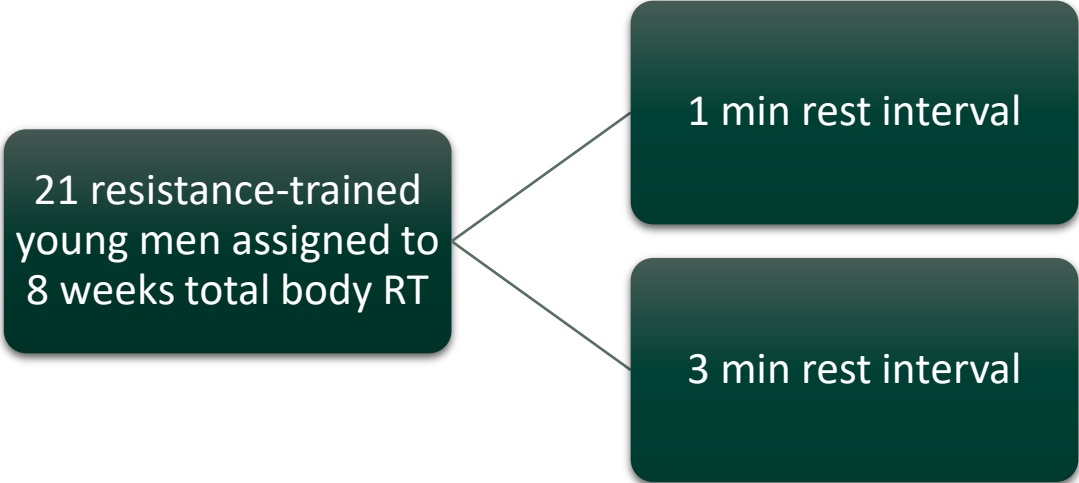 21 resistance-trained
young men assigned to
8 weeks total body RT
1 min rest interval
3 min rest interval